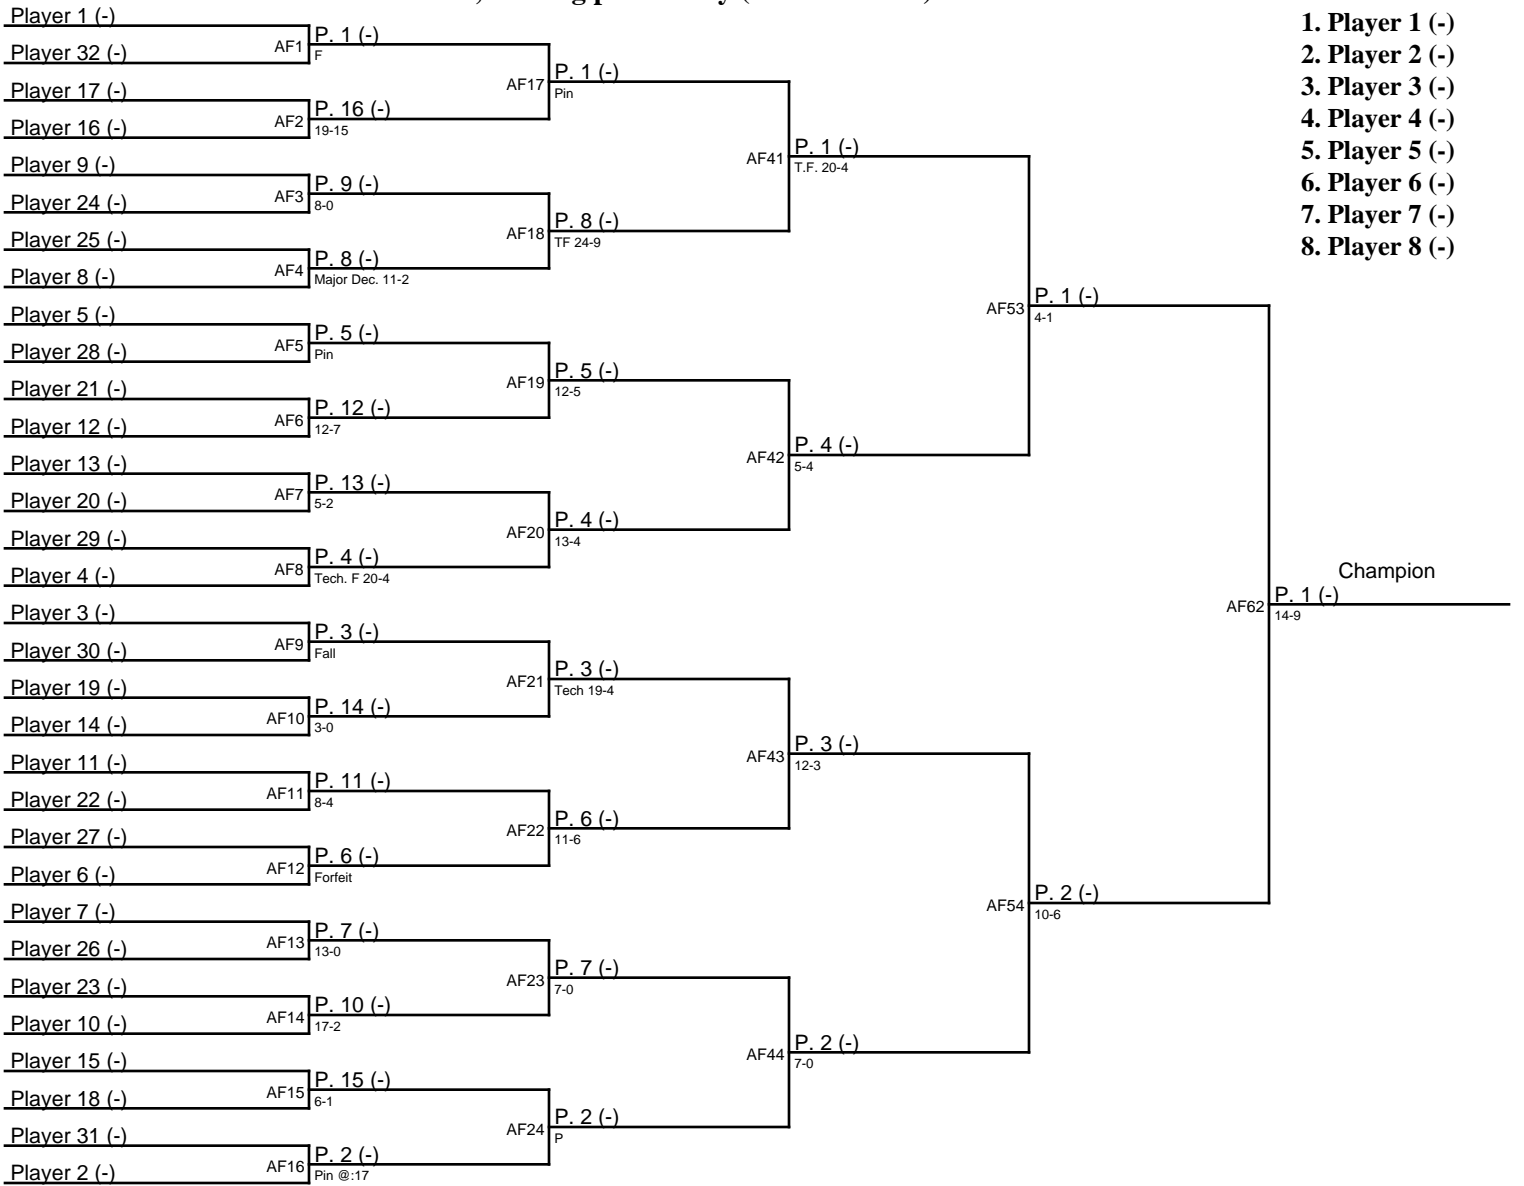 Player 1 (-)
Player 32 (-)
Player 17 (-)
Player 16 (-)
Player 9 (-)
Player 24 (-)
Player 25 (-)
Player 8 (-)
Player 5 (-)
Player 28 (-)
Player 21 (-)
Player 12 (-)
Player 13 (-)
Player 20 (-)
Player 29 (-)
Player 4 (-)
Player 3 (-)
Player 30 (-)
Player 19 (-)
Player 14 (-)
Player 11 (-)
Player 22 (-)
Player 27 (-)
Player 6 (-)
Player 7 (-)
Player 26 (-)
Player 23 (-)
Player 10 (-)
Player 15 (-)
Player 18 (-)
Player 31 (-)
Player 2 (-)
AF1 P. 1 (-)
F
AF2 P. 16 (-)
19-15
AF3 P. 9 (-)
8-0
AF4 P. 8 (-)
Major Dec. 11-2
AF5 P. 5 (-)
Pin
AF6 P. 12 (-)
12-7
AF7 P. 13 (-)
5-2
AF8 P. 4 (-)
Tech. F 20-4
AF9 P. 3 (-)
Fall
AF10 P. 14 (-)
3-0
AF11 P. 11 (-)
8-4
AF12 P. 6 (-)
Forfeit
AF13 P. 7 (-)
13-0
AF14 P. 10 (-)
17-2
AF15 P. 15 (-)
6-1
AF16 P. 2 (-)
Pin @:17
AF17 P. 1 (-)
Pin
AF18 P. 8 (-)
TF 24-9
AF19 P. 5 (-)
12-5
AF20 P. 4 (-)
13-4
AF21 P. 3 (-)
Tech 19-4
AF22 P. 6 (-)
11-6
AF23 P. 7 (-)
7-0
AF24 P. 2 (-)
P
AF41 P. 1 (-)
T.F. 20-4
AF42 P. 4 (-)
5-4
AF43 P. 3 (-)
12-3
AF44 P. 2 (-)
7-0
AF53 P. 1 (-)
4-1
AF54 P. 2 (-)
10-6
Champion
AF62 P. 1 (-)
14-9
1. Player 1 (-)
2. Player 2 (-)
3. Player 3 (-)
4. Player 4 (-)
5. Player 5 (-)
6. Player 6 (-)
7. Player 7 (-)
8. Player 8 (-)